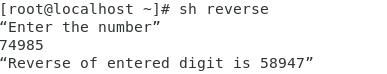 [root@localhost ~]# sh reverse
“Enter the number”
74985
“Reverse of entered digit is 58947”